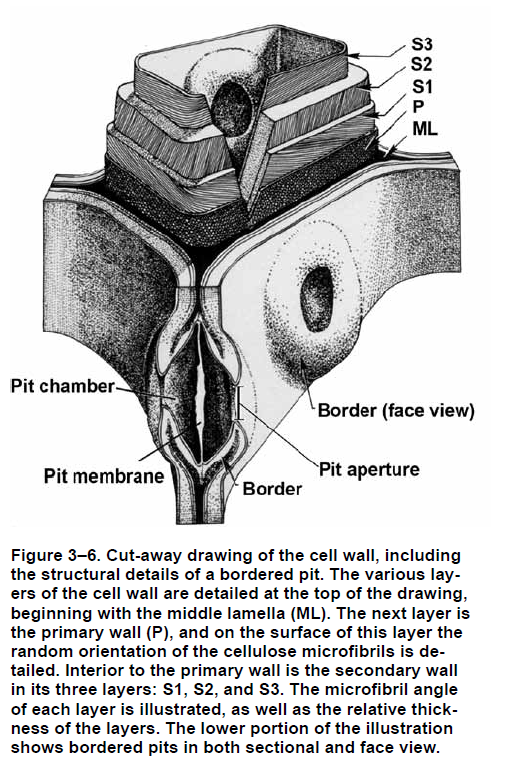 S3
S2
S1
P
ML
Pit chamber
Border (face view)
Pit membrane
Pit aperture
Border
Figure 3–6. Cut-away drawing of the cell wall, including
the structural details of a bordered pit. The various lay-
ers of the cell wall are detailed at the top of the drawing,
beginning with the middle lamella (ML). The next layer is
the primary wall (P), and on the surface of this layer the
random orientation of the cellulose microfibrils is de-
tailed. Interior to the primary wall is the secondary wall
in its three layers: S1, S2, and S3. The microfibril angle
of each layer is illustrated, as well as the relative thick-
ness of the layers. The lower portion of the illustration
shows bordered pits in both sectional and face view.